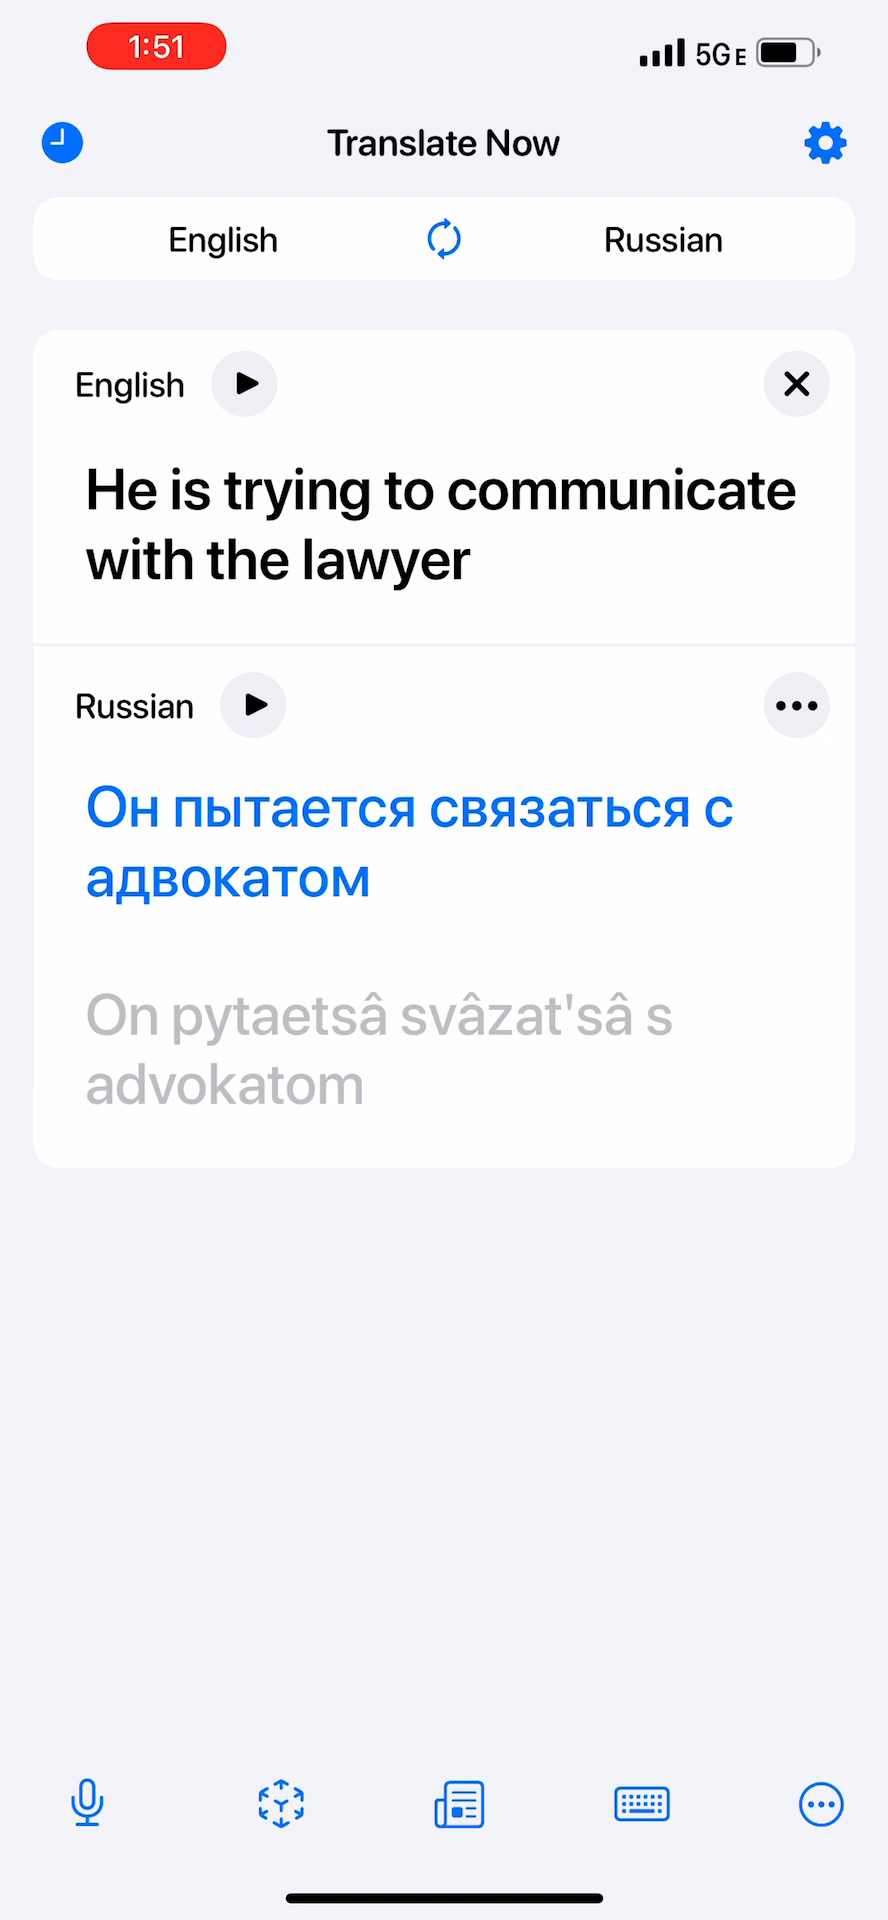 1:51
5GE
Translate Now
English
Russian
English
He is trying to communicate
with the lawyer
Russian
Он пытается связаться с
адвокатом
On pytaetsâ svâzat'sâ s
advokatom